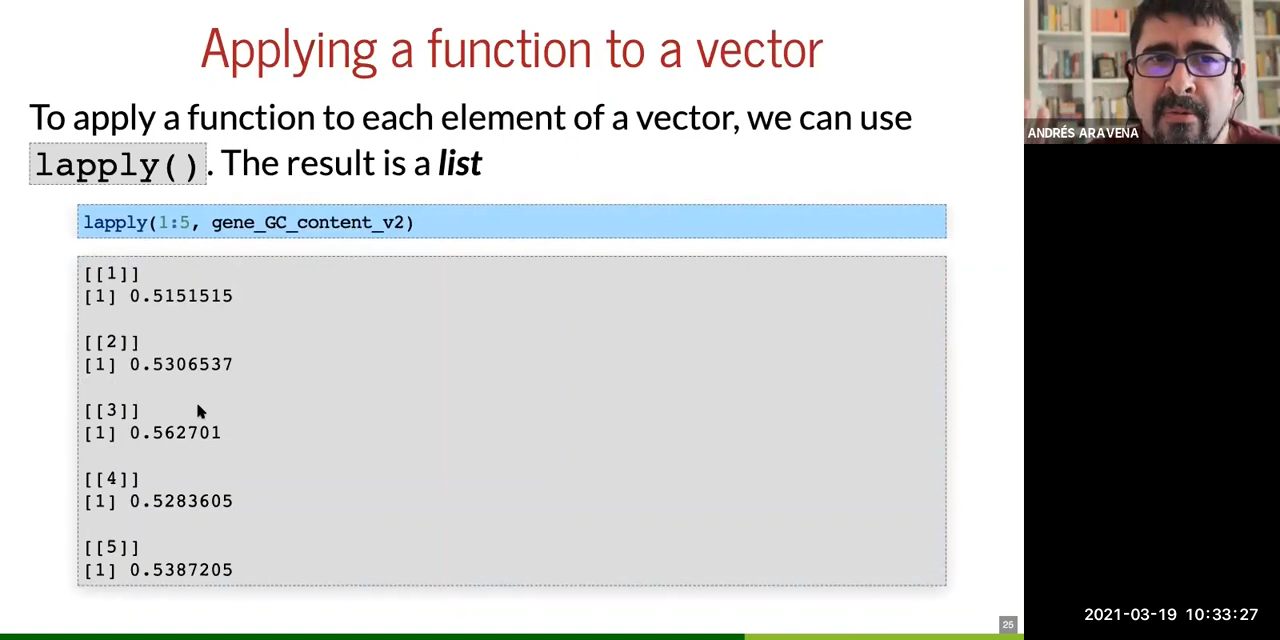 Applying a function to a vector
To apply a function to each element of a vector, we can use
lapply(). The result is a list
lapply(1:5, gene_GC_content_v2)
[[1]]
[1] 0.5151515
[[2]]
[1] 0.5306537
[[3]]
[1] 0.562701
[[4]]
[1] 0.5283605
[[5]]
[1] 0.5387205
25
ANDRÉS ARAVENA
2021-03-19 10:33:27